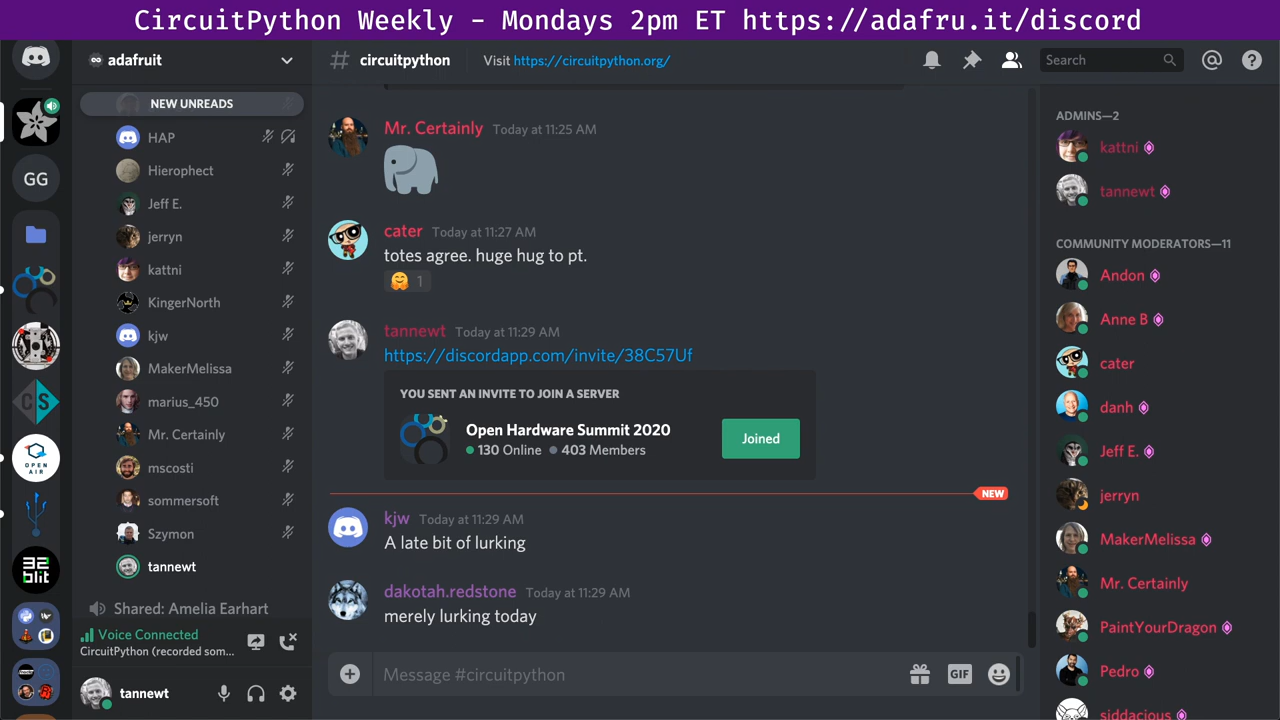 CircuitPython Weekly - Mondays 2pm ET https://adafru.it/discord
adafruit
NEW UNREADS
HAP
Hierophect
Jeff E.
jerryn
kattni
KingerNorth
kjw
MakerMelissa
marius_450
Mr. Certainly
mscosti
sommersoft
Szymon
tannewt
Shared: Amelia Earhart
Voice Connected
CircuitPython (recorded som...
tannewt
GG
CS
OPEN
AIR
32
blit
# circuitpython Visit https://circuitpython.org/
Search
Mr. Certainly Today at 11:25 AM
cater Today at 11:27 AM
totes agree. huge hug to pt.
1
tannewt Today at 11:29 AM
https://discordapp.com/invite/38C57Uf
YOU SENT AN INVITE TO JOIN A SERVER
Open Hardware Summit 2020
130 Online 403 Members
Joined
NEW
kjw Today at 11:29 AM
A late bit of lurking
dakotah.redstone Today at 11:29 AM
merely lurking today
Message #circuitpython
GIF
ADMINS—2
kattni
tannewt
COMMUNITY MODERATORS—11
Andon
Anne B
cater
danh
Jeff E.
jerryn
MakerMelissa
Mr. Certainly
PaintYourDragon
Pedro
siddacious